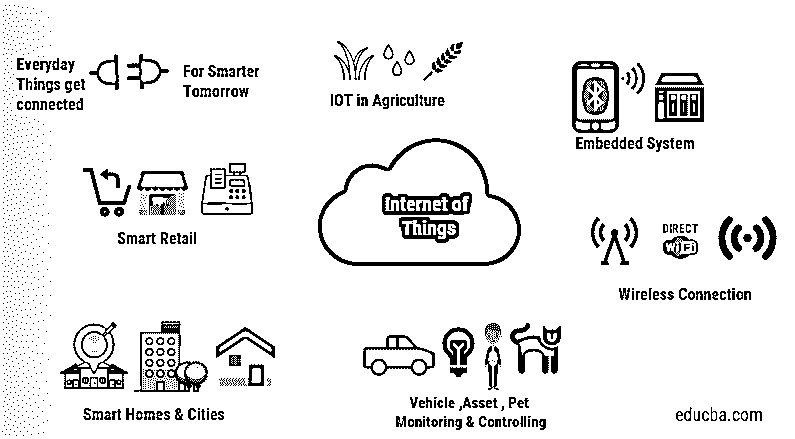 Everyday
Things get
connected
For Smarter
Tomorrow
IOT in Agriculture
Embedded System
Internet of
Things
Smart Retail
DIRECT
WiFi
Wireless Connection
Smart Homes & Cities
Vehicle ,Asset , Pet
Monitoring & Controlling
educba.com